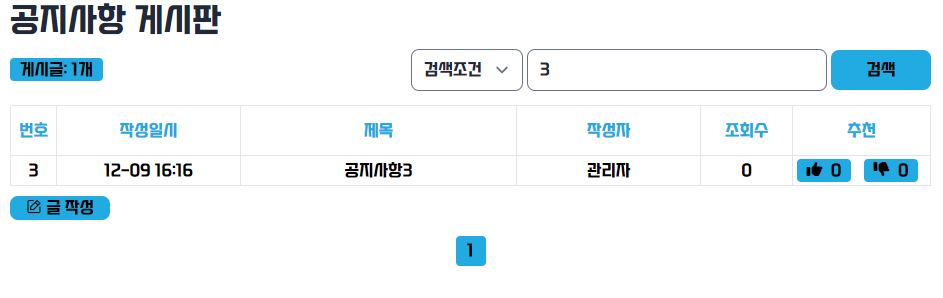 공지사항 게시판
게시글: 1개 검색조건 3 검색
번호 작성일시 제목 작성자 조회수 추천
3 12-09 16:16 공지사항3 관리자 0 0 0
글 작성
1